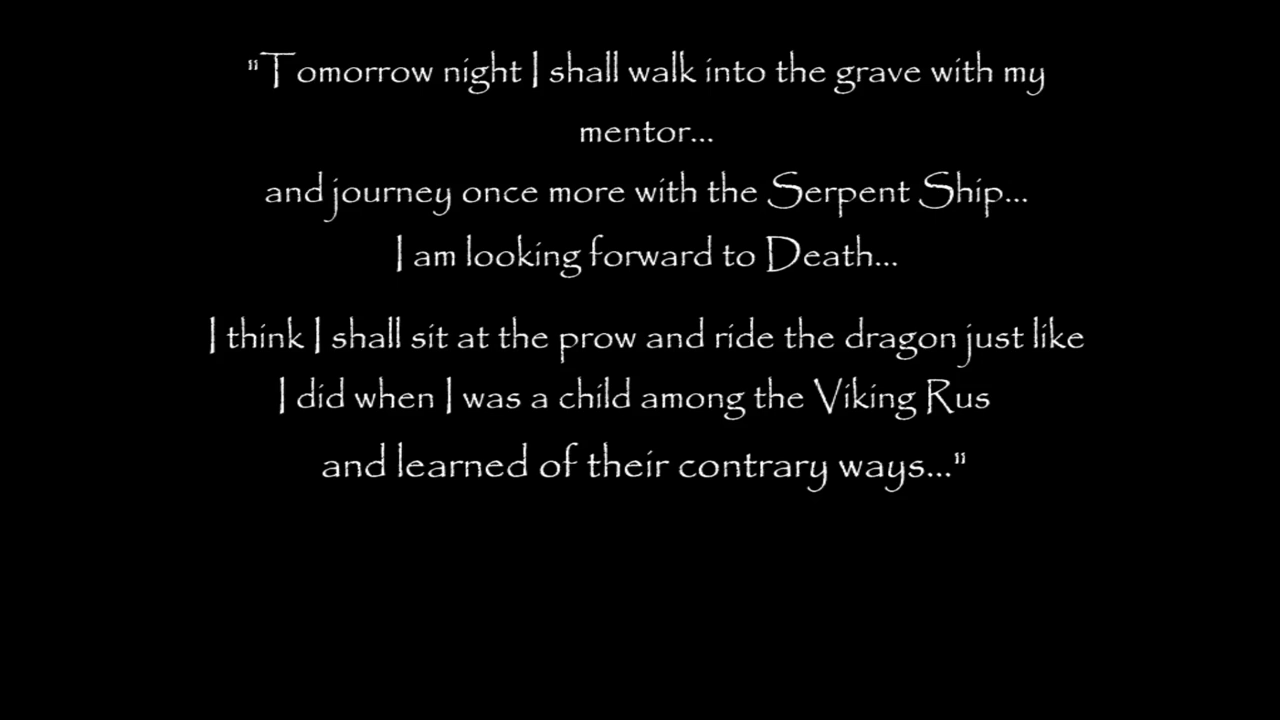 "Tomorrow night I shall walk into the grave with my
mentor...
and journey once more with the Serpent Ship...
I am looking forward to Death...
I think I shall sit at the prow and ride the dragon just like
I did when I was a child among the Viking Rus
and learned of their contrary ways..."